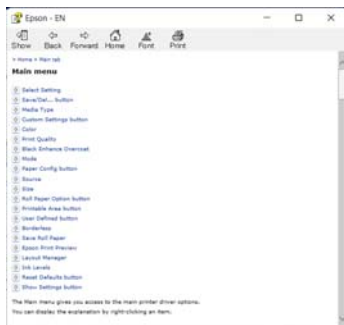 Epson - EN
Show Back Forward Home Font Print
> Home > Main tab
Main menu
Select Setting
Save/Del... button
Media Type
Custom Settings button
Color
Print Quality
Black Enhance Overcoat
Mode
Paper Config button
Source
Size
Roll Paper Option button
Printable Area button
User Defined button
Borderless
Save Roll Paper
Epson Print Preview
Layout Manager
Ink Levels
Reset Defaults button
Show Settings button
The Main menu gives you access to the main printer driver options.
You can display the explanation by right-clicking an item.